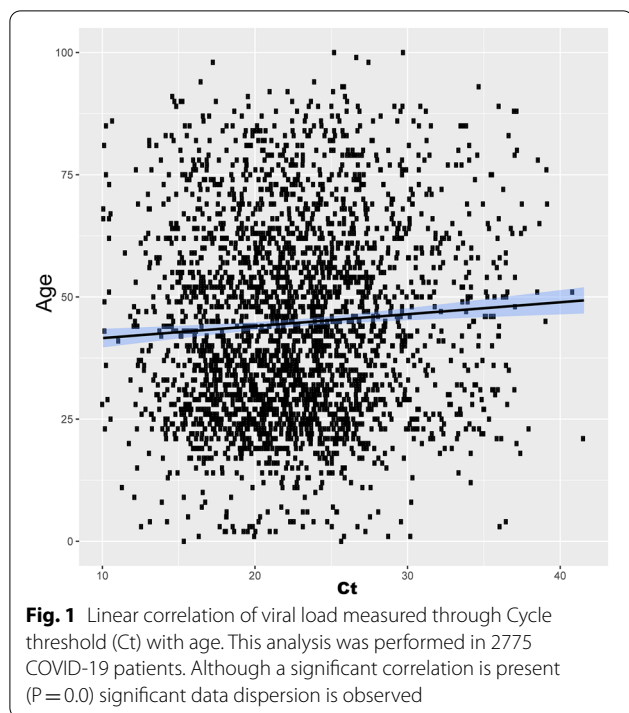 100
75
50
25
0
Age
10
20
30
40
Ct
Fig. 1 Linear correlation of viral load measured through Cycle
threshold (Ct) with age. This analysis was performed in 2775
COVID-19 patients. Although a significant correlation is present
(P = 0.0) significant data dispersion is observed